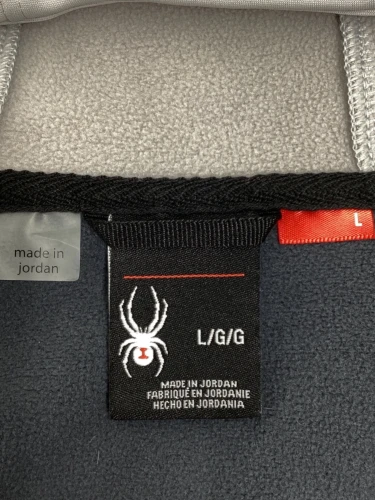 made in
jordan
L
L/G/G
MADE IN JORDAN
FABRIQUÉ EN JORDANIE
HECHO EN JORDANIA